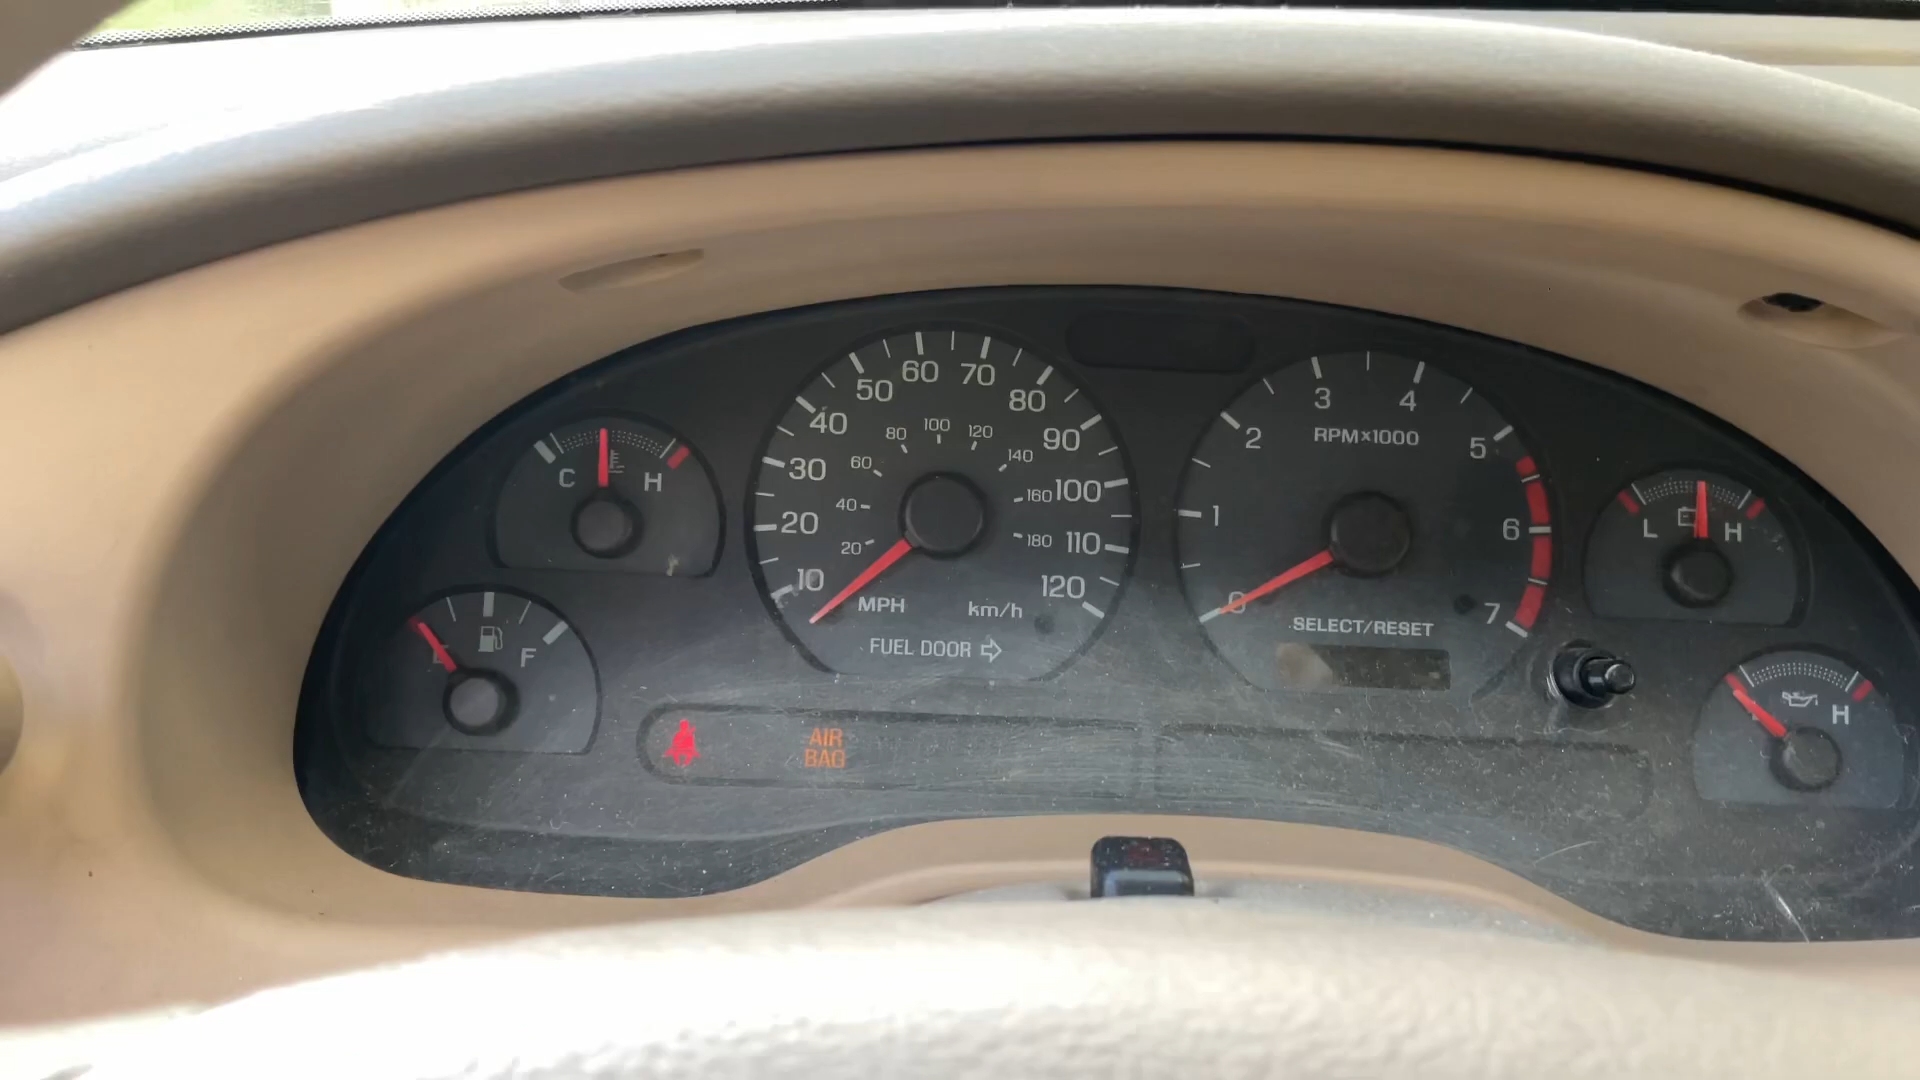 C H
E F
10 20 30 40 50 60 70 80 90 100 110 120
20 40 60 80 100 120 140 160 180
MPH km/h
FUEL DOOR
0 1 2 3 4 5 6 7
RPM×1000
SELECT/RESET
L H
H
AIR
BAG